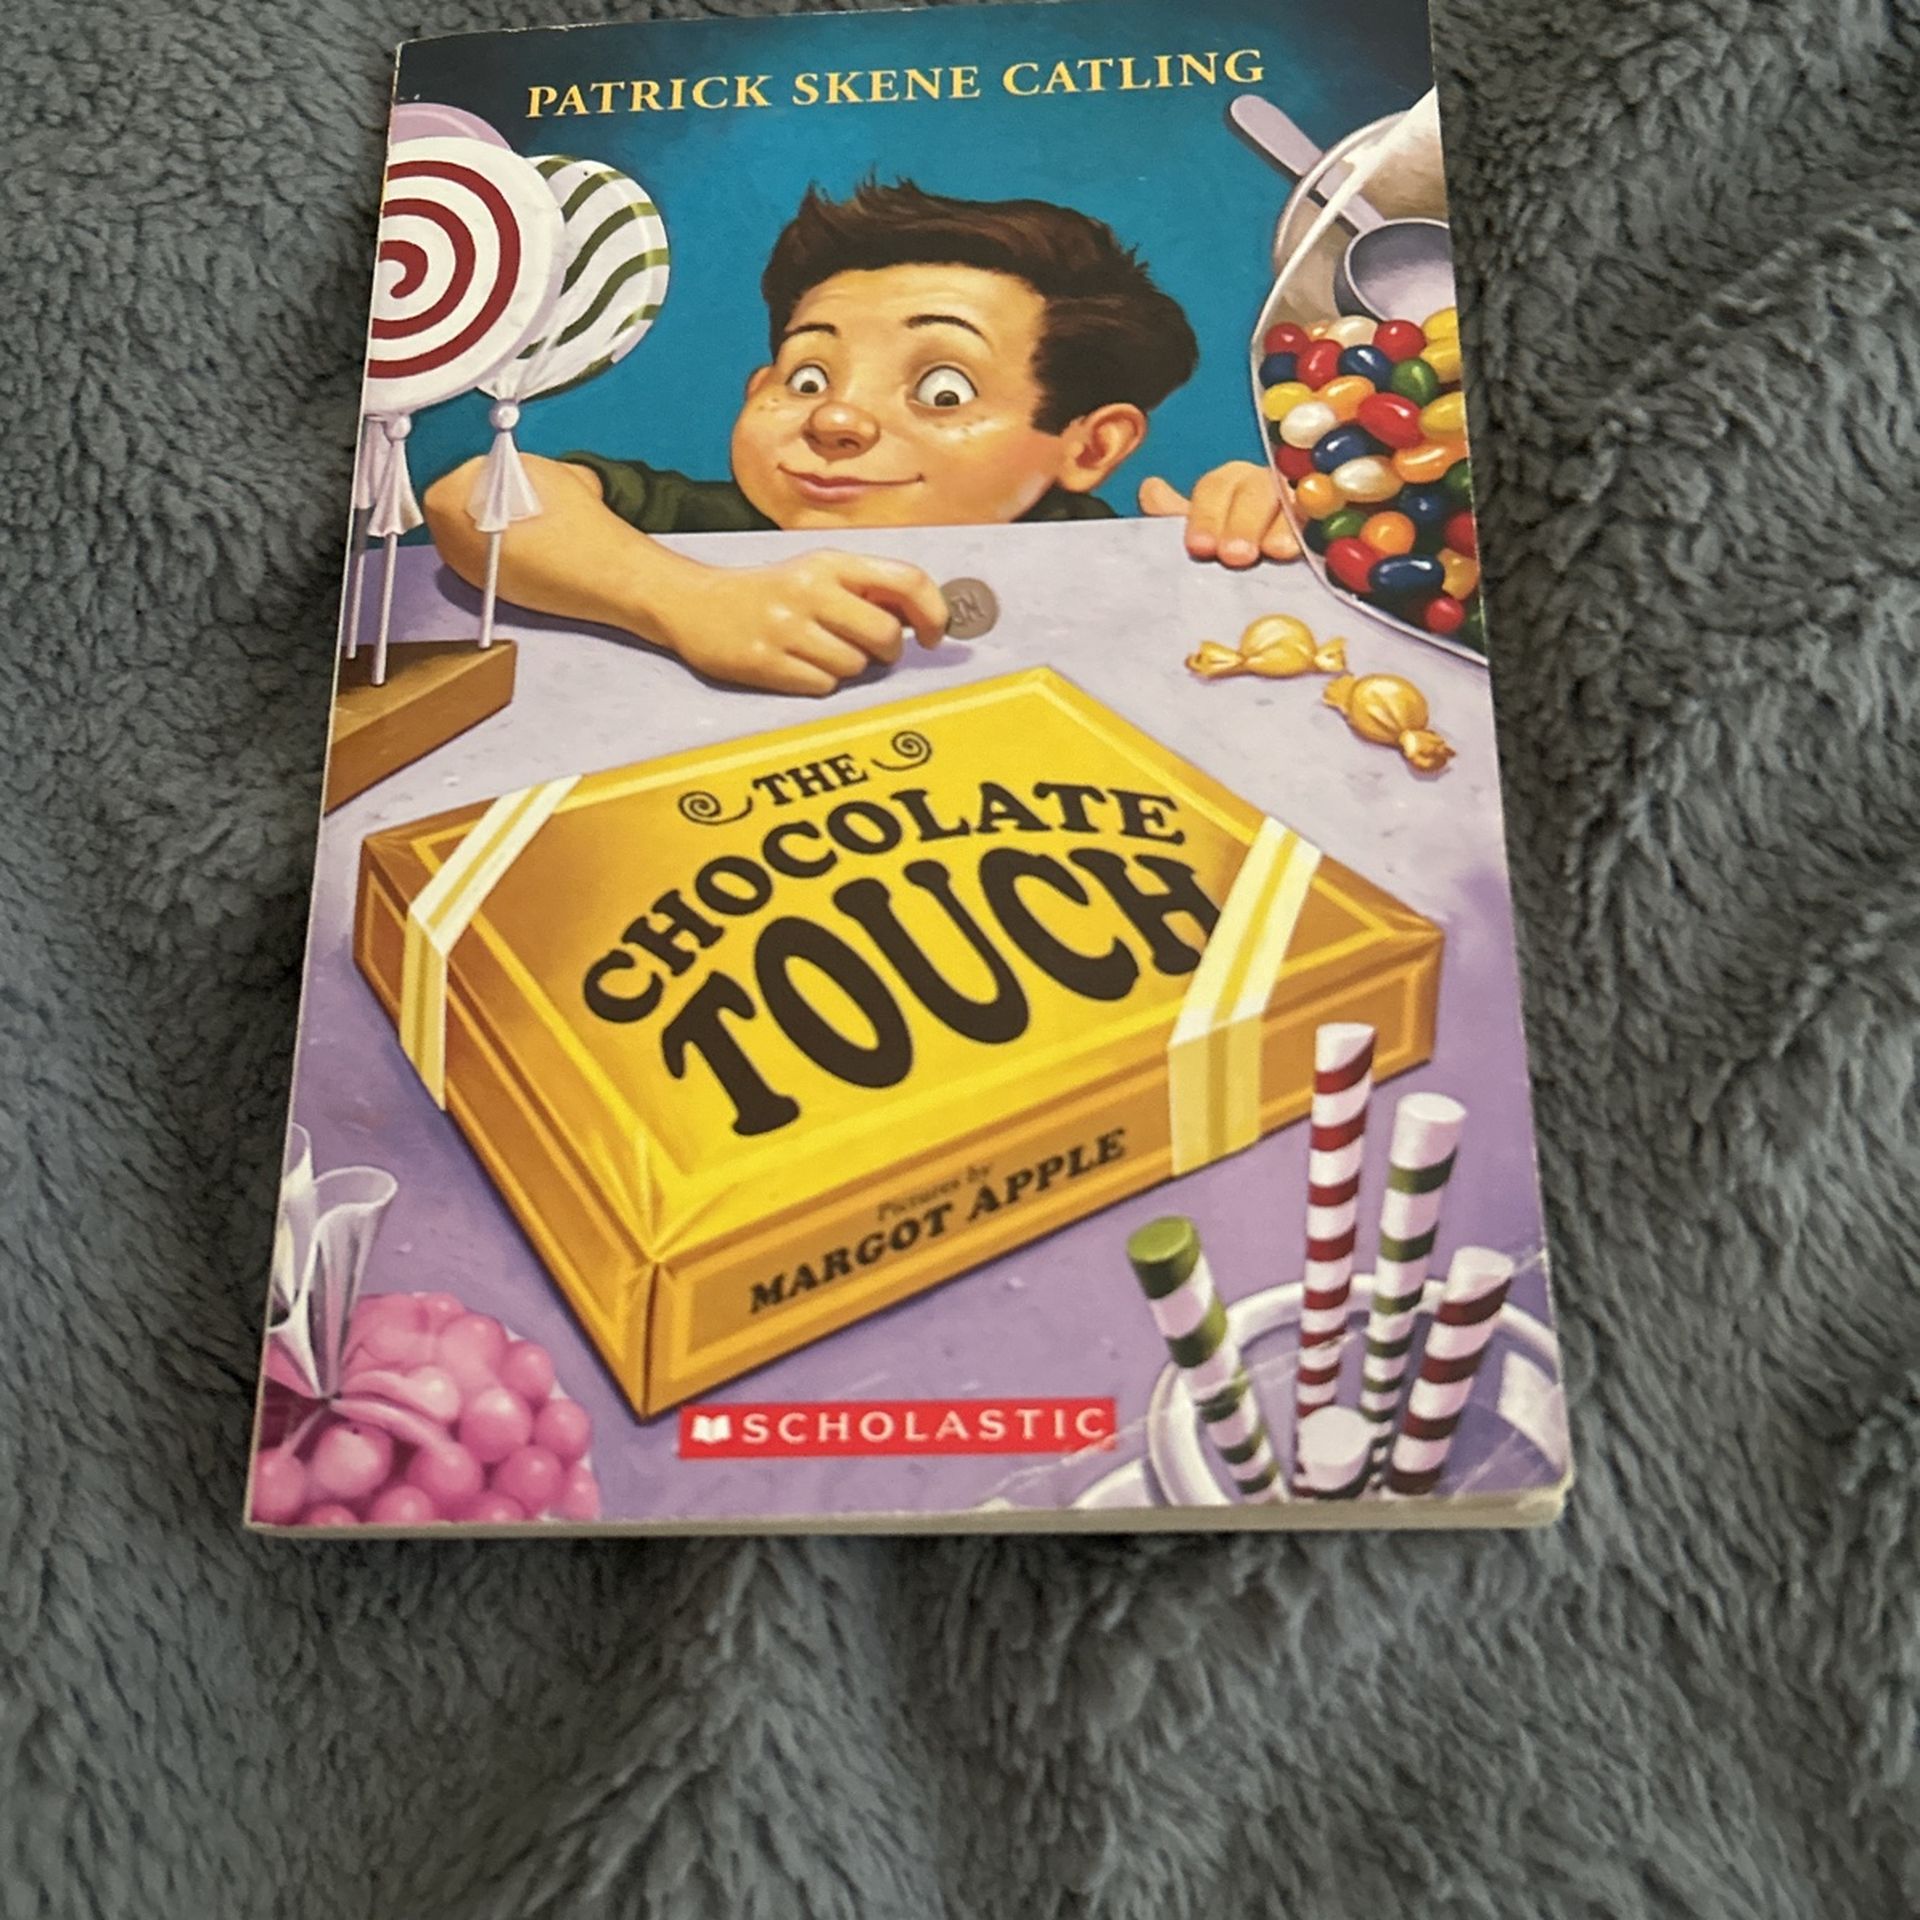 PATRICK SKENE CATLING
THE
CHOCOLATE
TOUCH
Pictures by
MARGOT APPLE
SCHOLASTIC